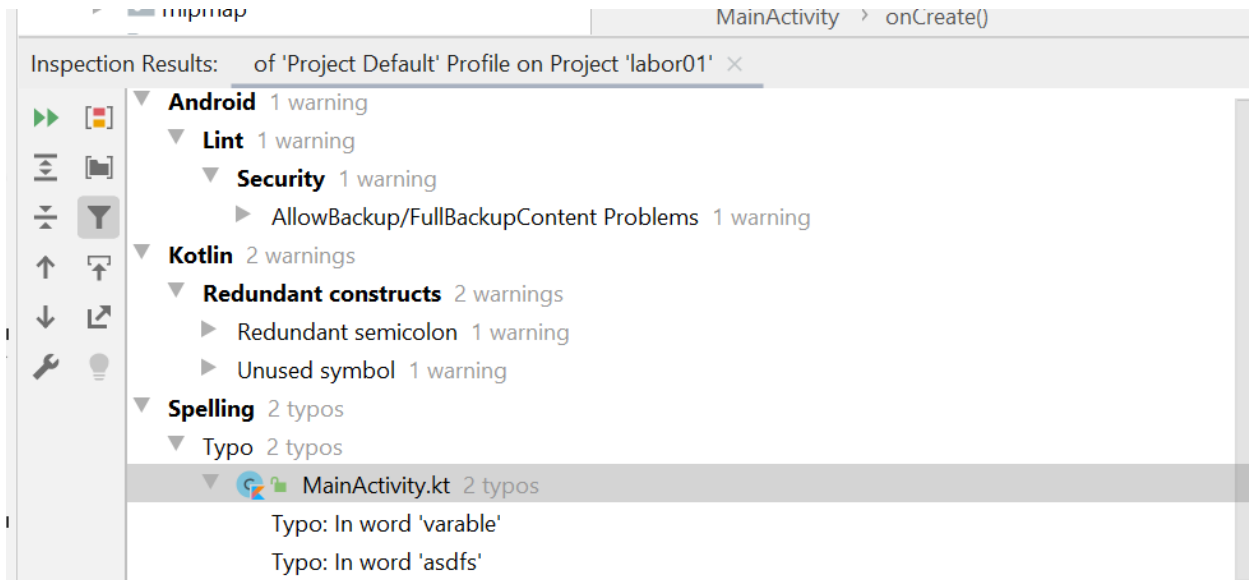 mipmap
MainActivity > onCreate()
Inspection Results: of 'Project Default' Profile on Project 'labor01' ×
Android 1 warning
Lint 1 warning
Security 1 warning
AllowBackup/FullBackupContent Problems 1 warning
Kotlin 2 warnings
Redundant constructs 2 warnings
Redundant semicolon 1 warning
Unused symbol 1 warning
Spelling 2 typos
Typo 2 typos
MainActivity.kt 2 typos
Typo: In word 'varable'
Typo: In word 'asdfs'